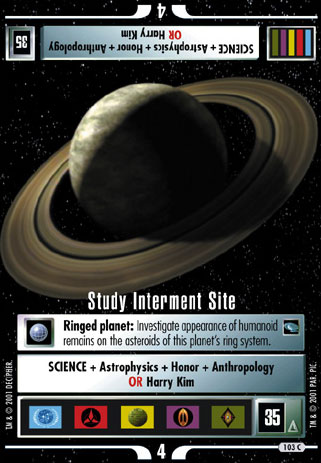 4
SCIENCE + Astrophysics + Honor + Anthropology
OR Harry Kim
35
Study Interment Site
Ringed planet: Investigate appearance of humanoid
remains on the asteroids of this planet's ring system.
SCIENCE + Astrophysics + Honor + Anthropology
OR Harry Kim
35
4
103 C
TM & © 2001 DECIPHER.
TM & © 2001 PAR. PIC.